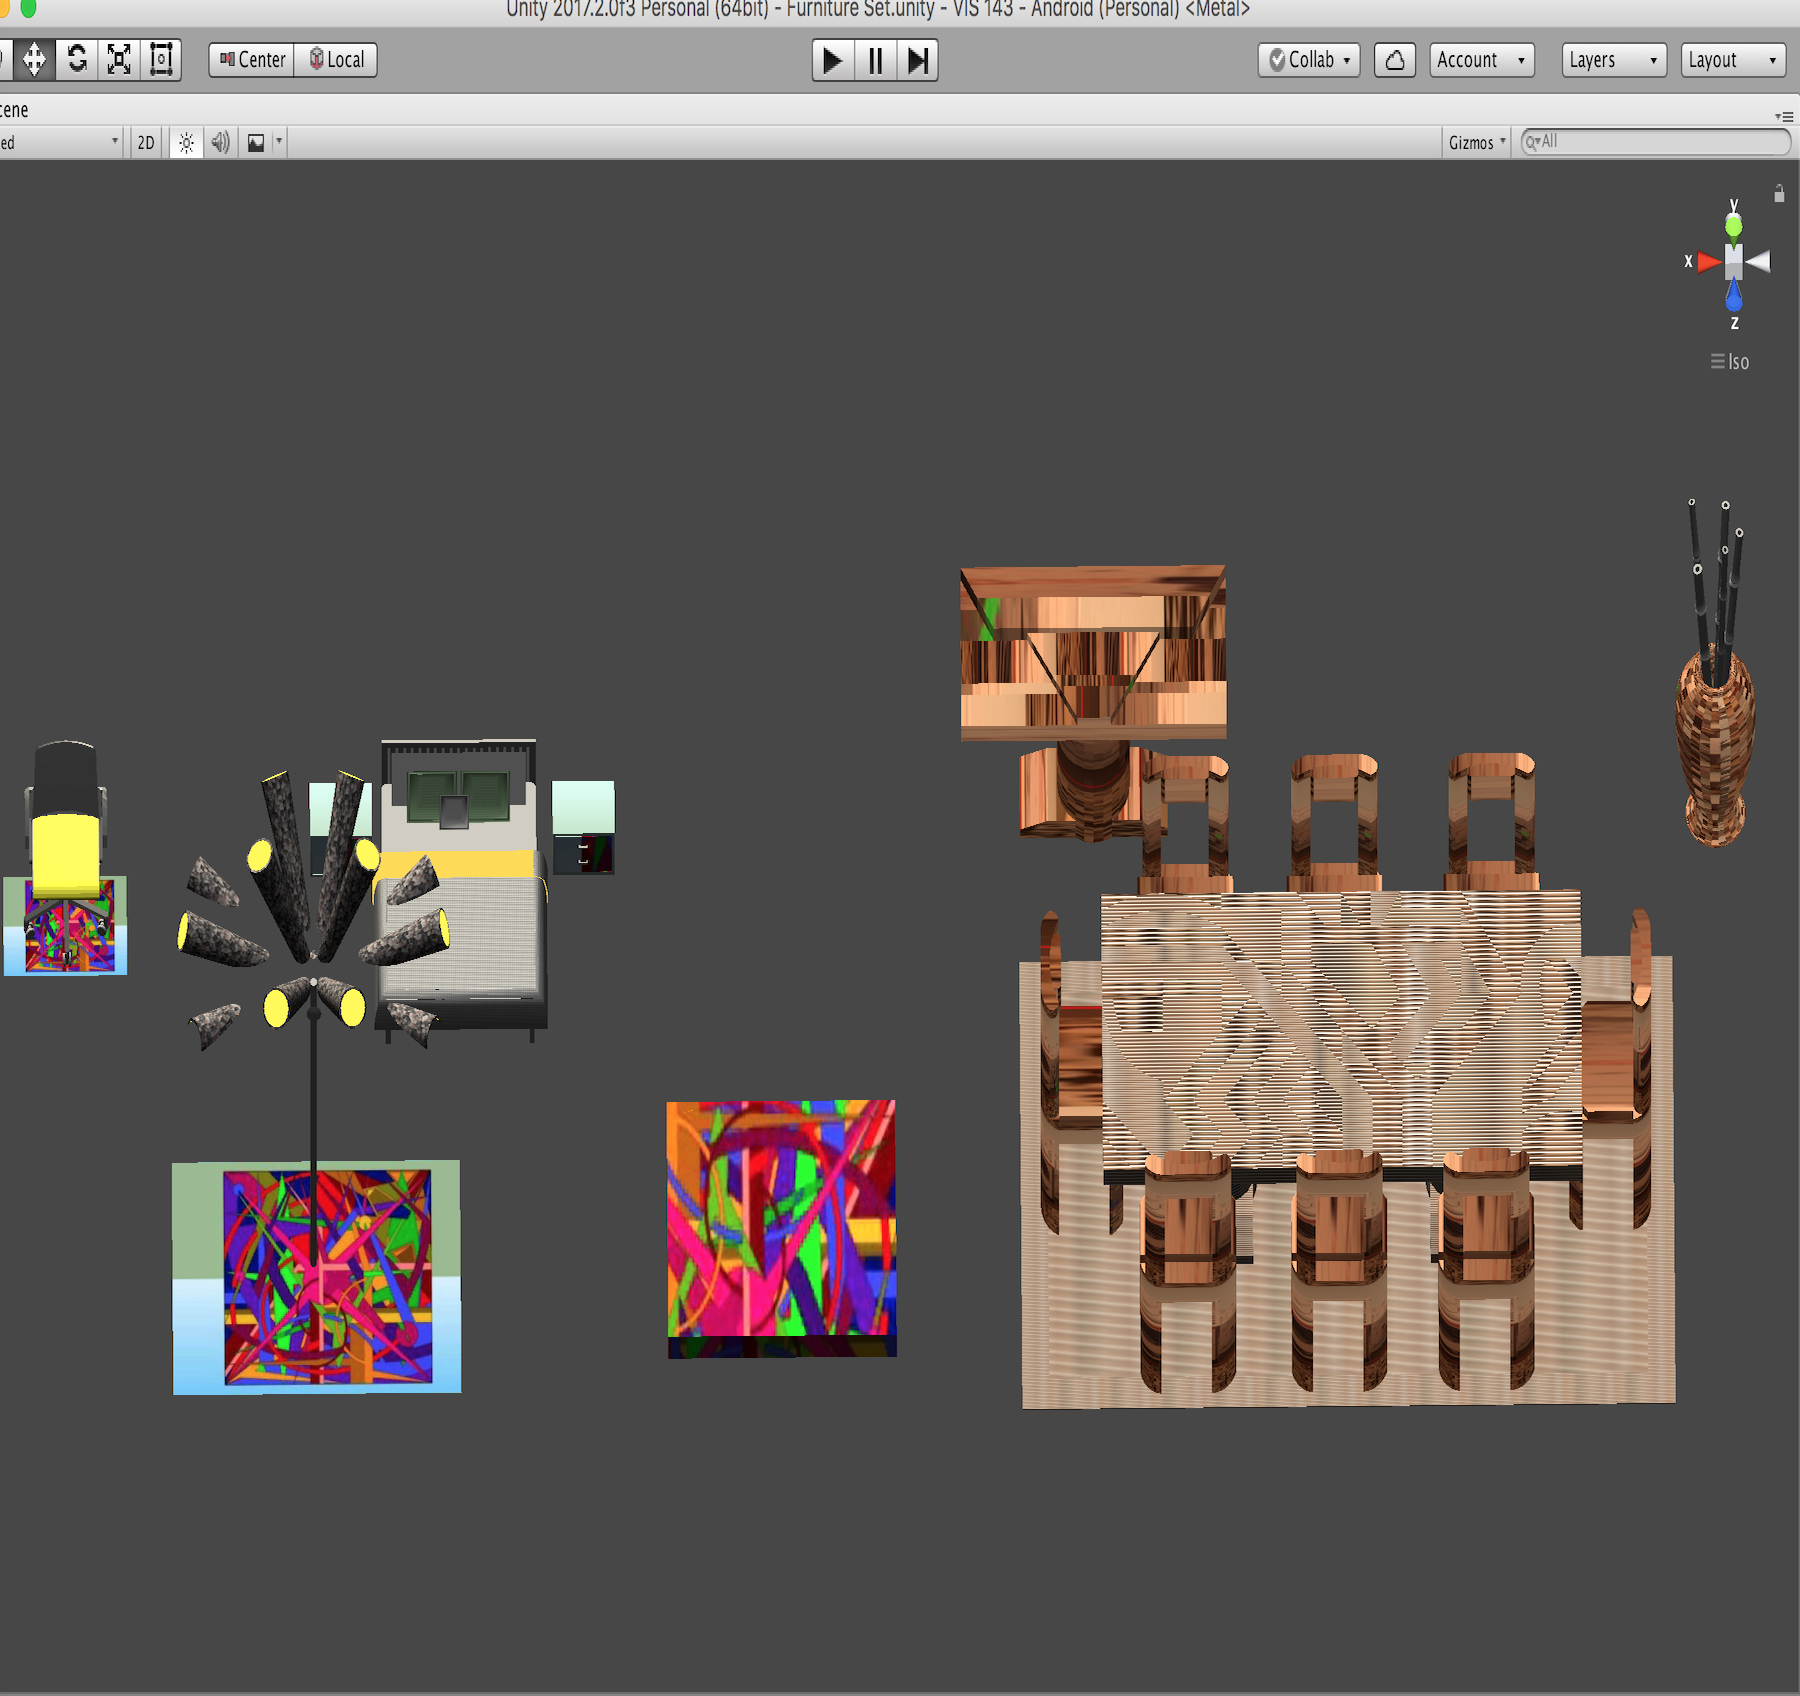 Unity 2017.2.0f3 Personal (64bit) - Furniture Set.unity - VIS 143 - Android (Personal) <Metal>
Center Local Collab Account Layers Layout
cene
ed 2D Gizmos All
y
x
z
Iso